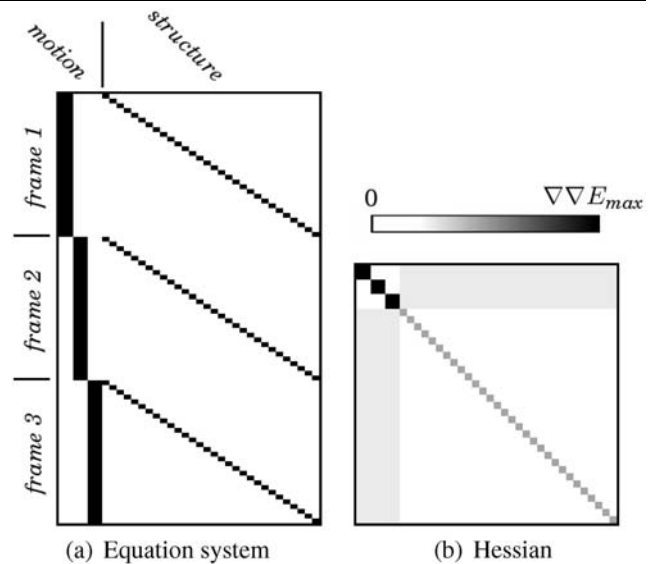 motion
structure
frame 1
frame 2
frame 3
0
∇∇E_max
(a) Equation system
(b) Hessian